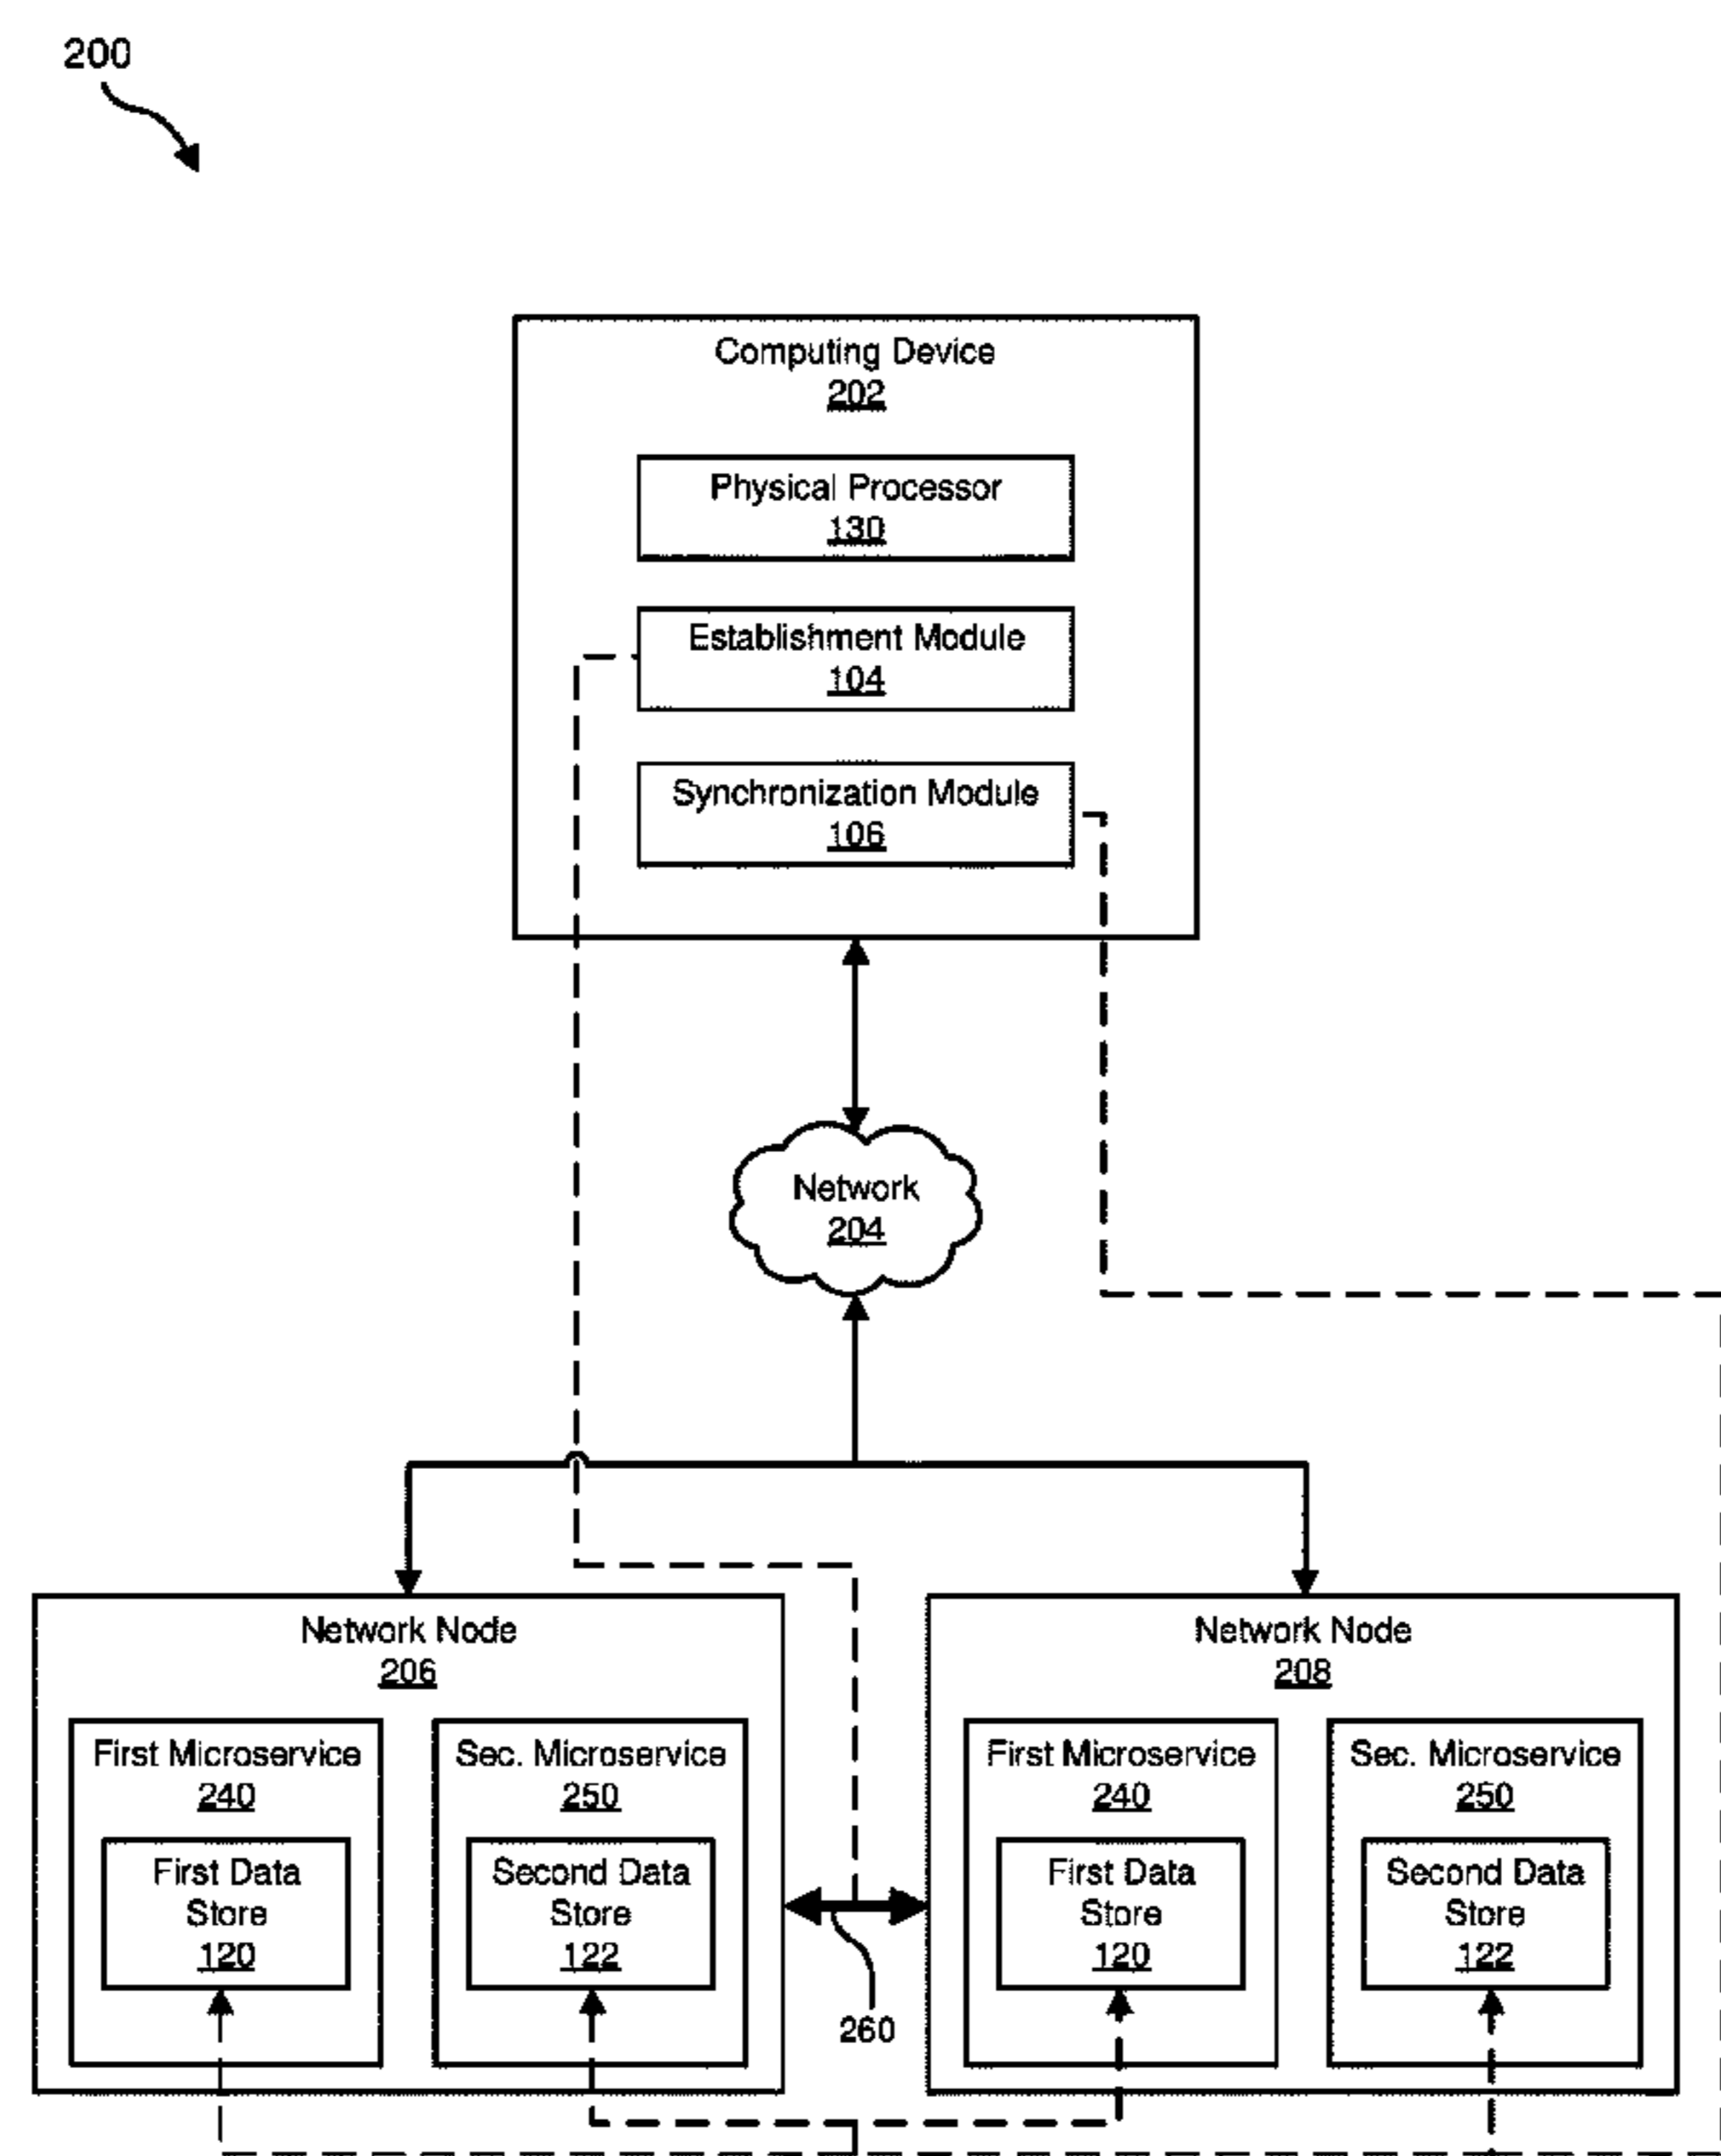 200
Computing Device
202
Physical Processor
130
Establishment Module
104
Synchronization Module
106
Network
204
Network Node
206
First Microservice
240
First Data
Store
120
Sec. Microservice
250
Second Data
Store
122
260
Network Node
208
First Microservice
240
First Data
Store
120
Sec. Microservice
250
Second Data
Store
122